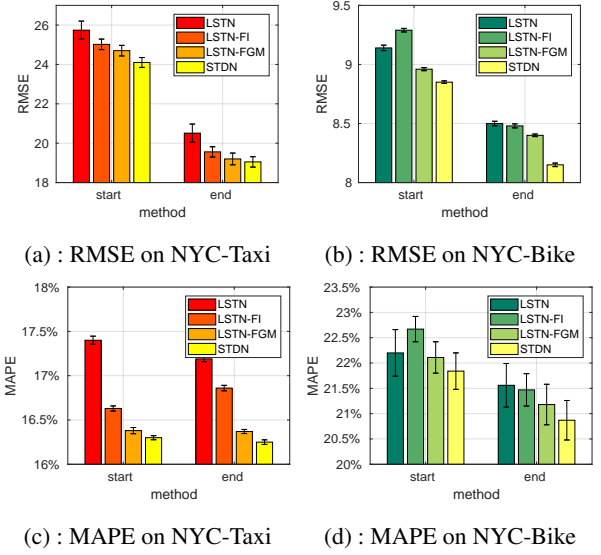 26
24
22
20
18
RMSE
LSTN
LSTN-FI
LSTN-FGM
STDN
start
end
method
(a) : RMSE on NYC-Taxi
9.5
9
8.5
8
RMSE
LSTN
LSTN-FI
LSTN-FGM
STDN
start
end
method
(b) : RMSE on NYC-Bike
18%
17.5%
17%
16.5%
16%
MAPE
LSTN
LSTN-FI
LSTN-FGM
STDN
start
end
method
(c) : MAPE on NYC-Taxi
23.5%
23%
22.5%
22%
21.5%
21%
20.5%
20%
MAPE
LSTN
LSTN-FI
LSTN-FGM
STDN
start
end
method
(d) : MAPE on NYC-Bike